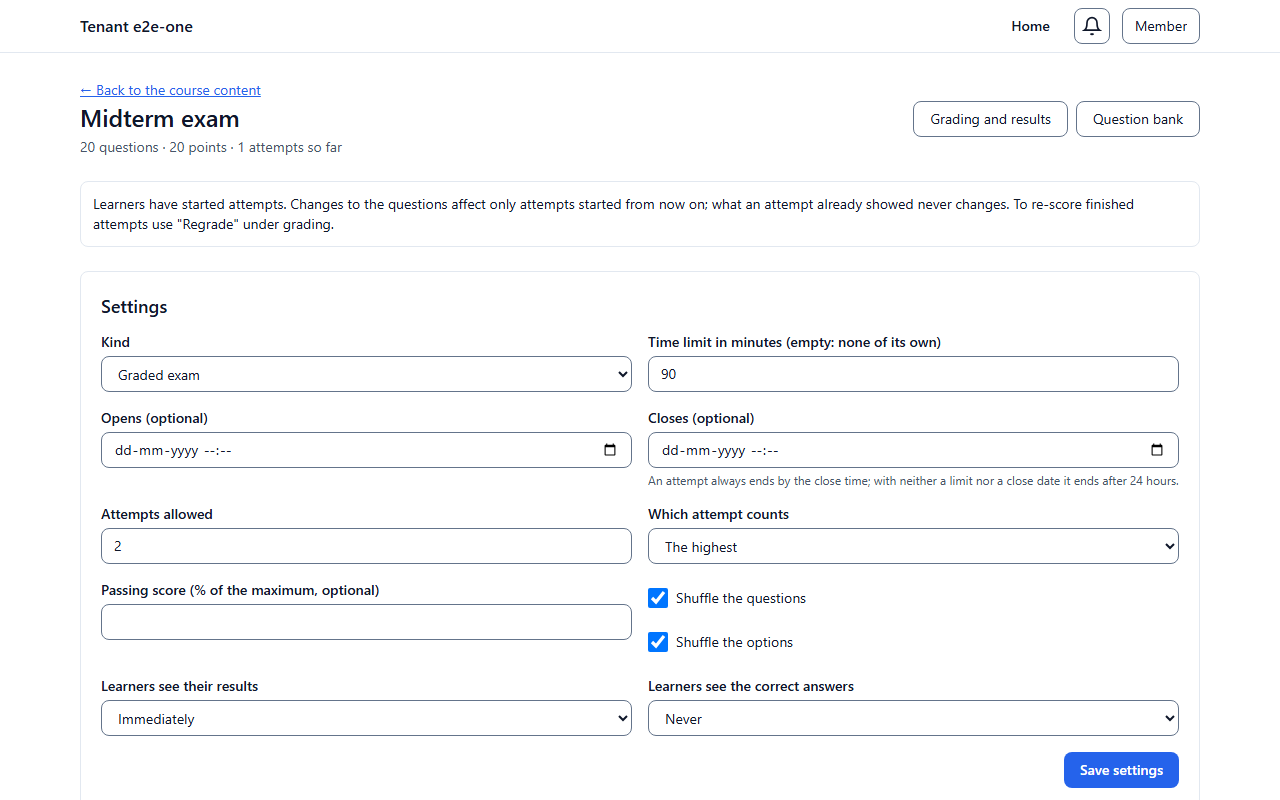 Tenant e2e-one
Home
Member
← Back to the course content
Midterm exam
Grading and results
Question bank
20 questions · 20 points · 1 attempts so far
Learners have started attempts. Changes to the questions affect only attempts started from now on; what an attempt already showed never changes. To re-score finished
attempts use "Regrade" under grading.
Settings
Kind
Time limit in minutes (empty: none of its own)
Graded exam
90
Opens (optional)
Closes (optional)
dd-mm-yyyy --:--
dd-mm-yyyy --:--
An attempt always ends by the close time; with neither a limit nor a close date it ends after 24 hours.
Attempts allowed
Which attempt counts
2
The highest
Passing score (% of the maximum, optional)
Shuffle the questions
Shuffle the options
Learners see their results
Learners see the correct answers
Immediately
Never
Save settings